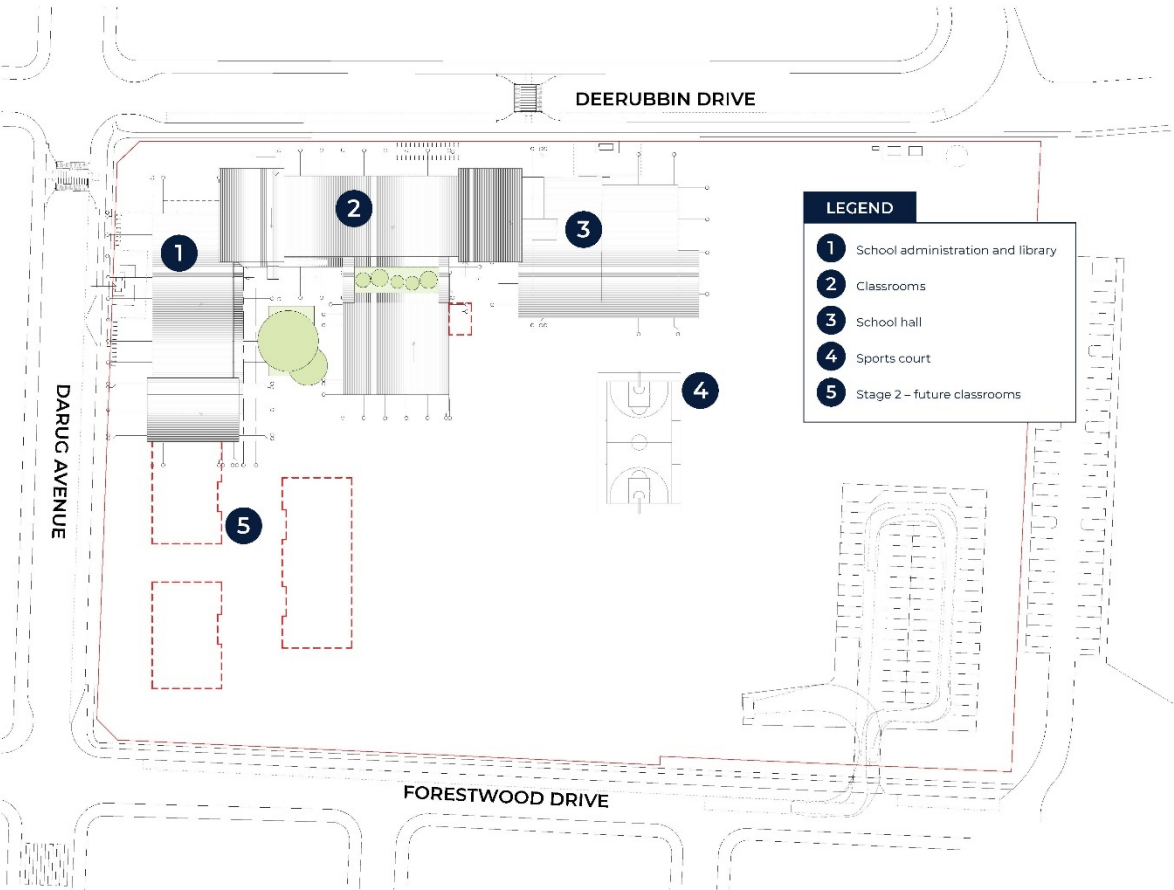 DEERUBBIN DRIVE
LEGEND
1 School administration and library
2 Classrooms
3 School hall
4 Sports court
5 Stage 2 – future classrooms
2
3
1
4
DARUG AVENUE
5
FORESTWOOD DRIVE